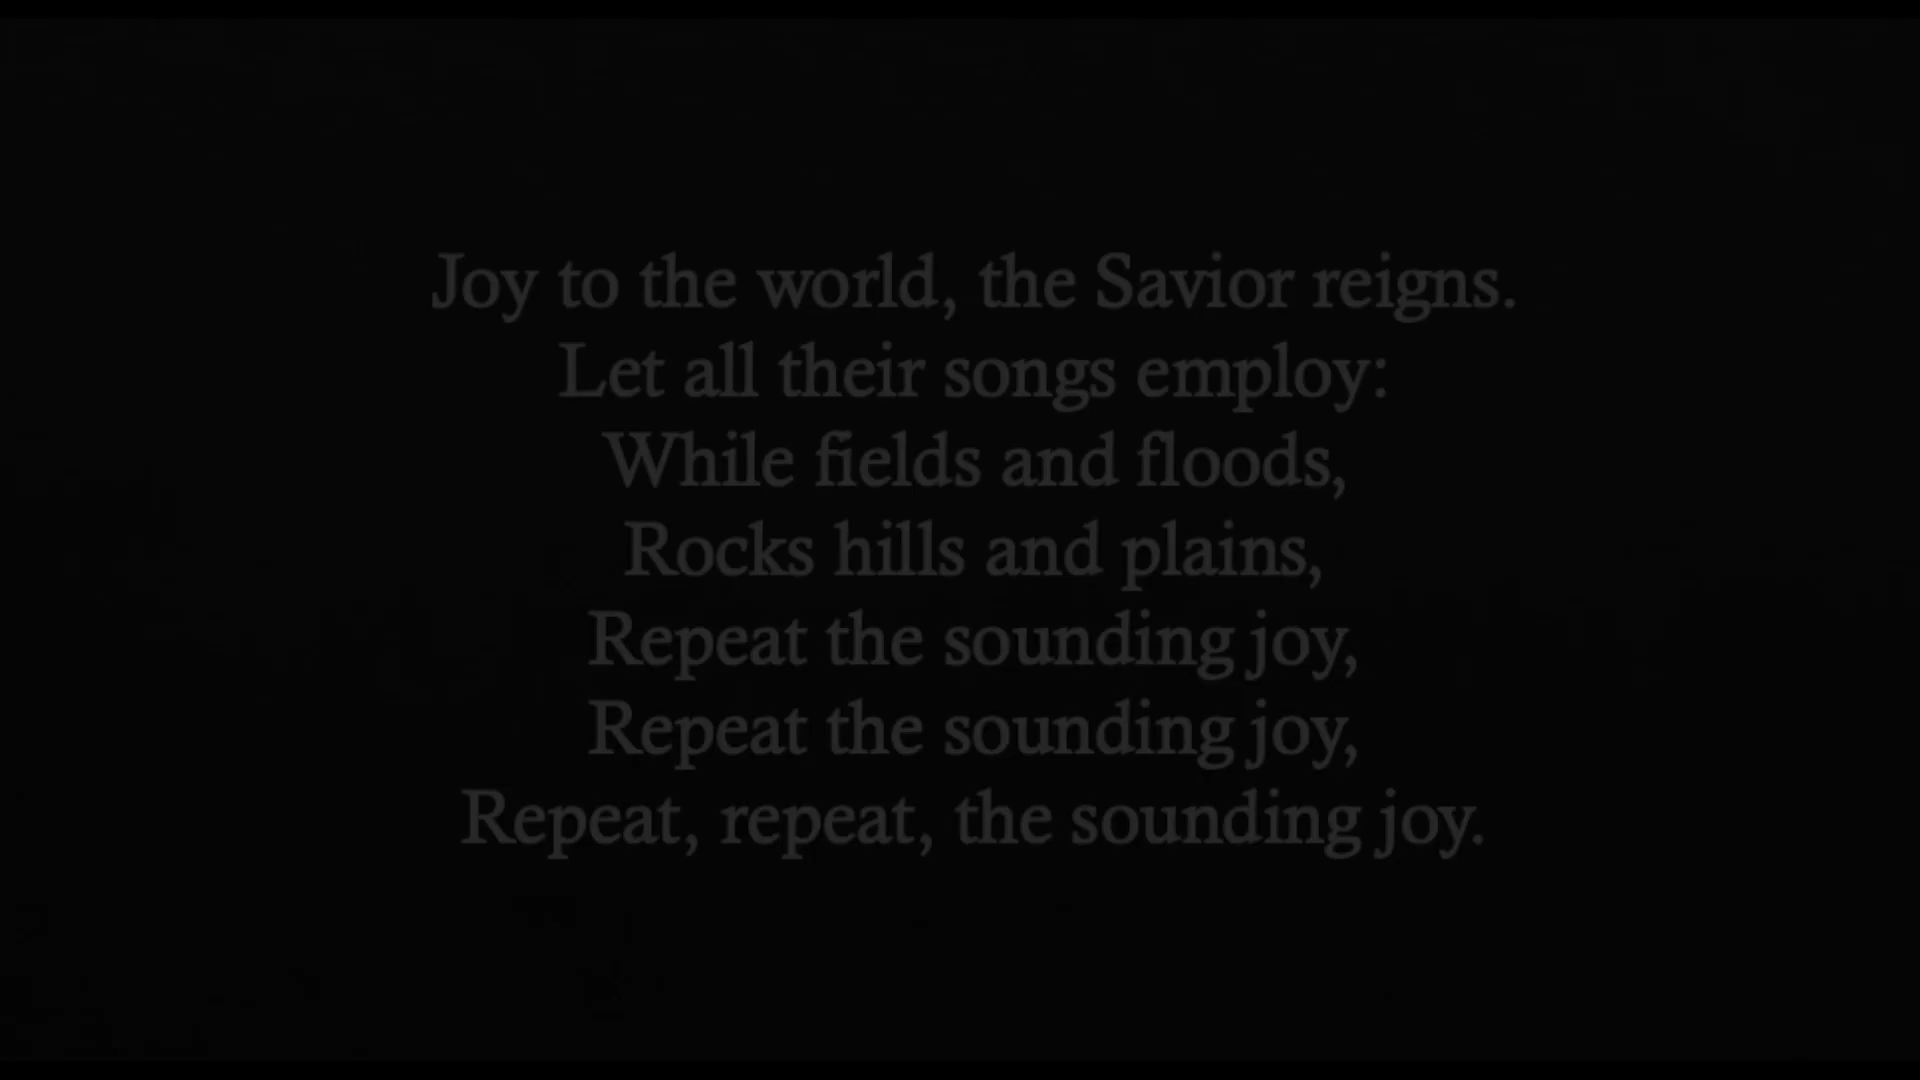 Joy to the world, the Savior reigns.
Let all their songs employ:
While fields and floods,
Rocks hills and plains,
Repeat the sounding joy,
Repeat the sounding joy,
Repeat, repeat, the sounding joy.